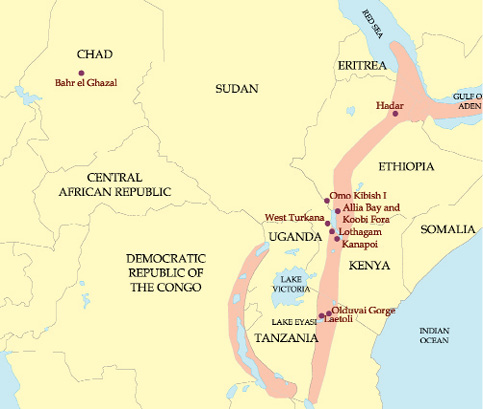 RED SEA
CHAD
ERITREA
Bahr el Ghazal
SUDAN
GULF OF
ADEN
Hadar
ETHIOPIA
CENTRAL
AFRICAN REPUBLIC
Omo Kibish I
Allia Bay and
Koobi Fora
West Turkana
Lothagam
SOMALIA
UGANDA
Kanapoi
DEMOCRATIC
REPUBLIC OF
THE CONGO
KENYA
LAKE
VICTORIA
Olduvai Gorge
LAKE EYASI
Laetoli
TANZANIA
INDIAN
OCEAN